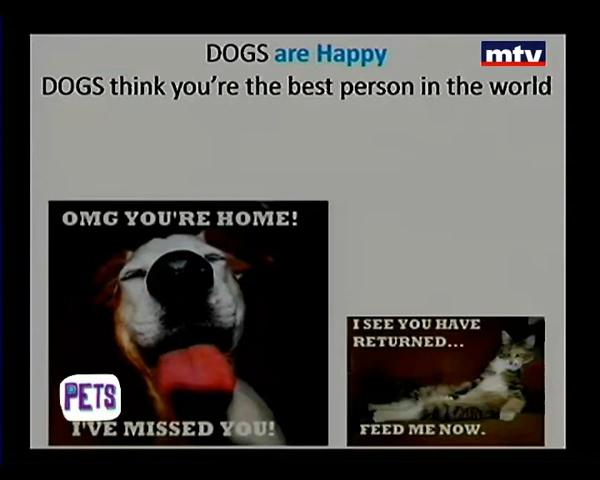 DOGS are Happy
mtv
DOGS think you're the best person in the world
OMG YOU'RE HOME!
I'VE MISSED YOU!
PETS
I SEE YOU HAVE
RETURNED...
FEED ME NOW.